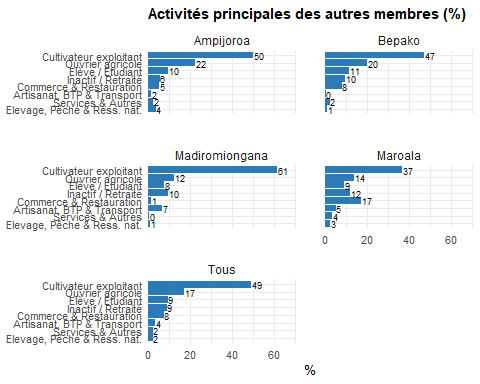 Activités principales des autres membres (%)
Ampijoroa
Bepako
Cultivateur exploitant 50 47
Ouvrier agricole 22 20
Elève / Etudiant 10 11
Inactif / Retraité 6 10
Commerce & Restauration 5 8
Artisanat, BTP & Transport 2 0
Services & Autres 2 2
Elevage, Pêche & Ress. nat. 4 1
Madiromiongana
Maroala
Cultivateur exploitant 61 37
Ouvrier agricole 12 14
Elève / Etudiant 8 9
Inactif / Retraité 10 12
Commerce & Restauration 1 17
Artisanat, BTP & Transport 7 5
Services & Autres 0 4
Elevage, Pêche & Ress. nat. 1 3
0 20 40 60
Tous
Cultivateur exploitant 49
Ouvrier agricole 17
Elève / Etudiant 9
Inactif / Retraité 9
Commerce & Restauration 8
Artisanat, BTP & Transport 4
Services & Autres 2
Elevage, Pêche & Ress. nat. 2
0 20 40 60
%